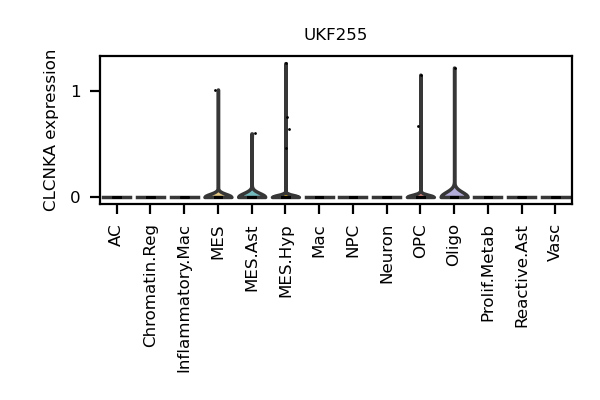 UKF255
CLCNKA expression
1
0
AC
Chromatin.Reg
Inflammatory.Mac
MES
MES.Ast
MES.Hyp
Mac
NPC
Neuron
OPC
Oligo
Prolif.Metab
Reactive.Ast
Vasc